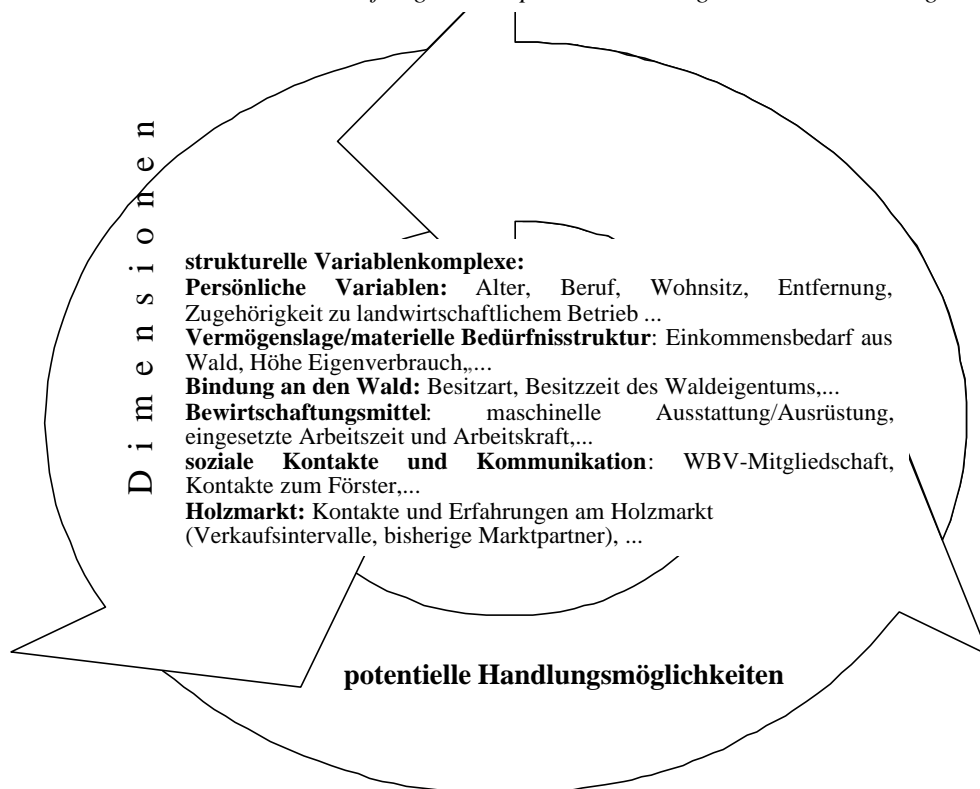 Dimensionen
strukturelle Variablenkomplexe:
Persönliche Variablen: Alter, Beruf, Wohnsitz, Entfernung,
Zugehörigkeit zu landwirtschaftlichem Betrieb ...
Vermögenslage/materielle Bedürfnisstruktur: Einkommensbedarf aus
Wald, Höhe Eigenverbrauch,,...
Bindung an den Wald: Besitzart, Besitzzeit des Waldeigentums,...
Bewirtschaftungsmittel: maschinelle Ausstattung/Ausrüstung,
eingesetzte Arbeitszeit und Arbeitskraft,...
soziale Kontakte und Kommunikation: WBV-Mitgliedschaft,
Kontakte zum Förster,...
Holzmarkt: Kontakte und Erfahrungen am Holzmarkt
(Verkaufsintervalle, bisherige Marktpartner), ...
potentielle Handlungsmöglichkeiten